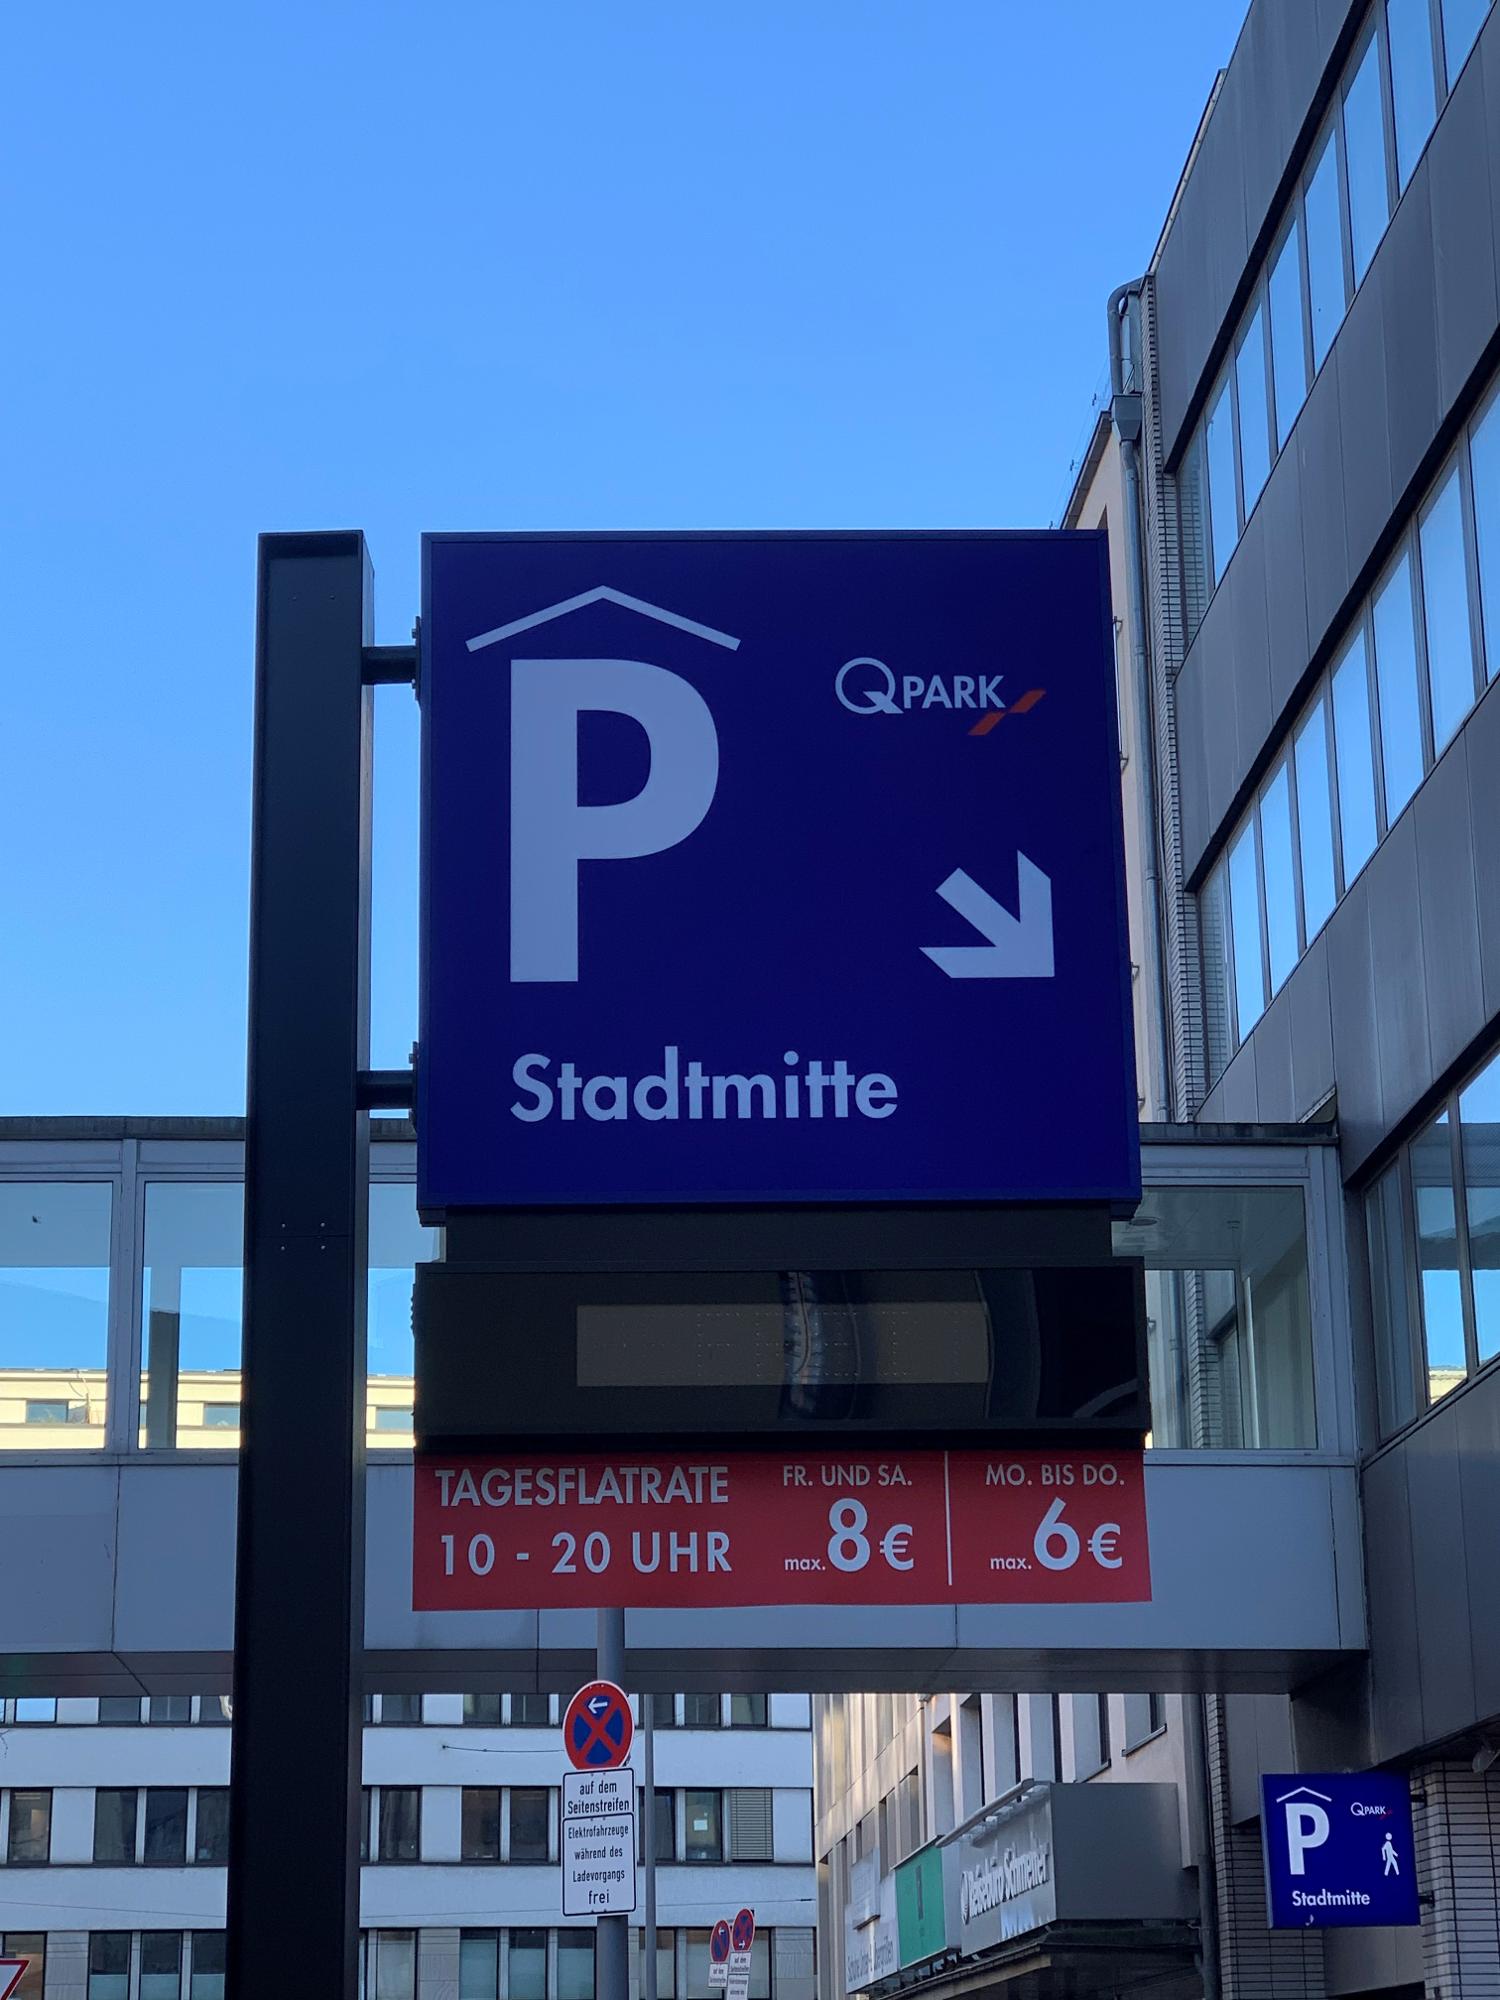 P
QPARK
Stadtmitte
TAGESFLATRATE
10 - 20 UHR
FR. UND SA.
max. 8 €
MO. BIS DO.
max. 6 €
auf dem
Seitenstreifen
Elektrofahrzeuge
während des
Ladevorgangs
frei
P
QPARK
Stadtmitte